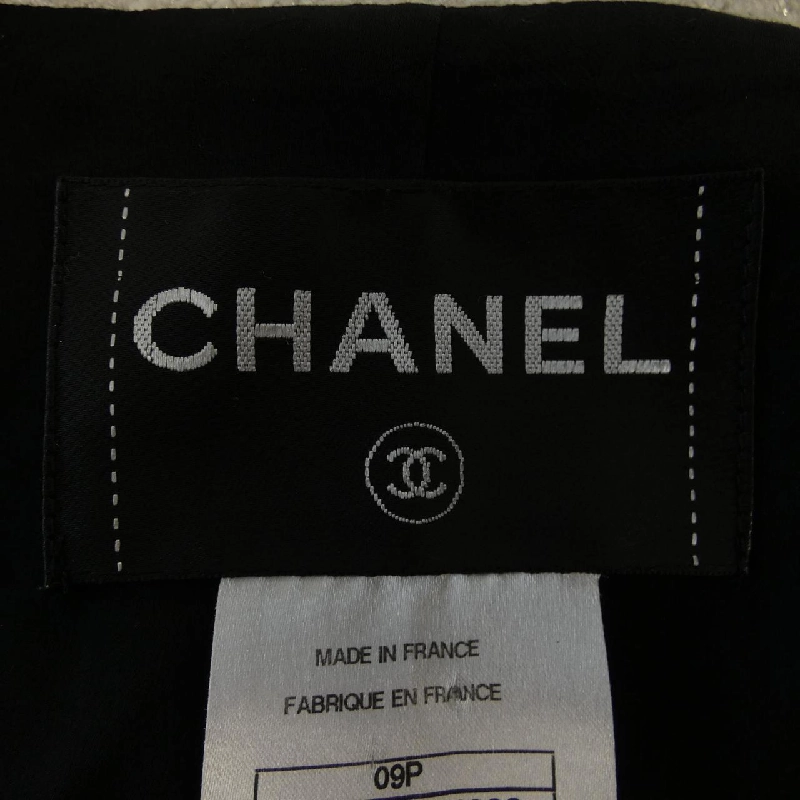 CHANEL
MADE IN FRANCE
FABRIQUE EN FRANCE
09P